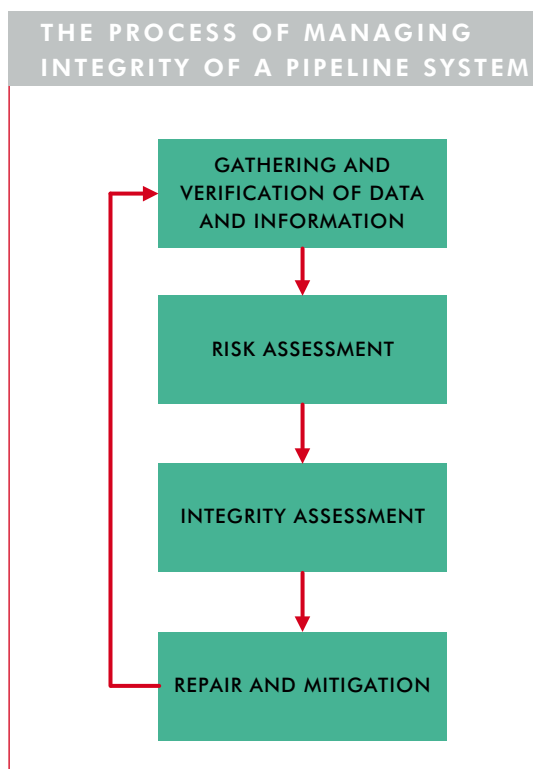 THE PROCESS OF MANAGING
INTEGRITY OF A PIPELINE SYSTEM
GATHERING AND
VERIFICATION OF DATA
AND INFORMATION
RISK ASSESSMENT
INTEGRITY ASSESSMENT
REPAIR AND MITIGATION